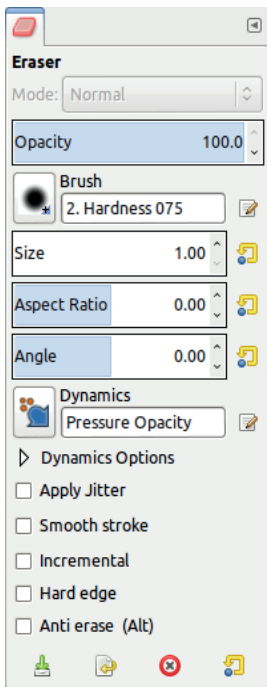 Eraser
Mode: Normal
Opacity 100.0
Brush
2. Hardness 075
Size 1.00
Aspect Ratio 0.00
Angle 0.00
Dynamics
Pressure Opacity
Dynamics Options
Apply Jitter
Smooth stroke
Incremental
Hard edge
Anti erase (Alt)